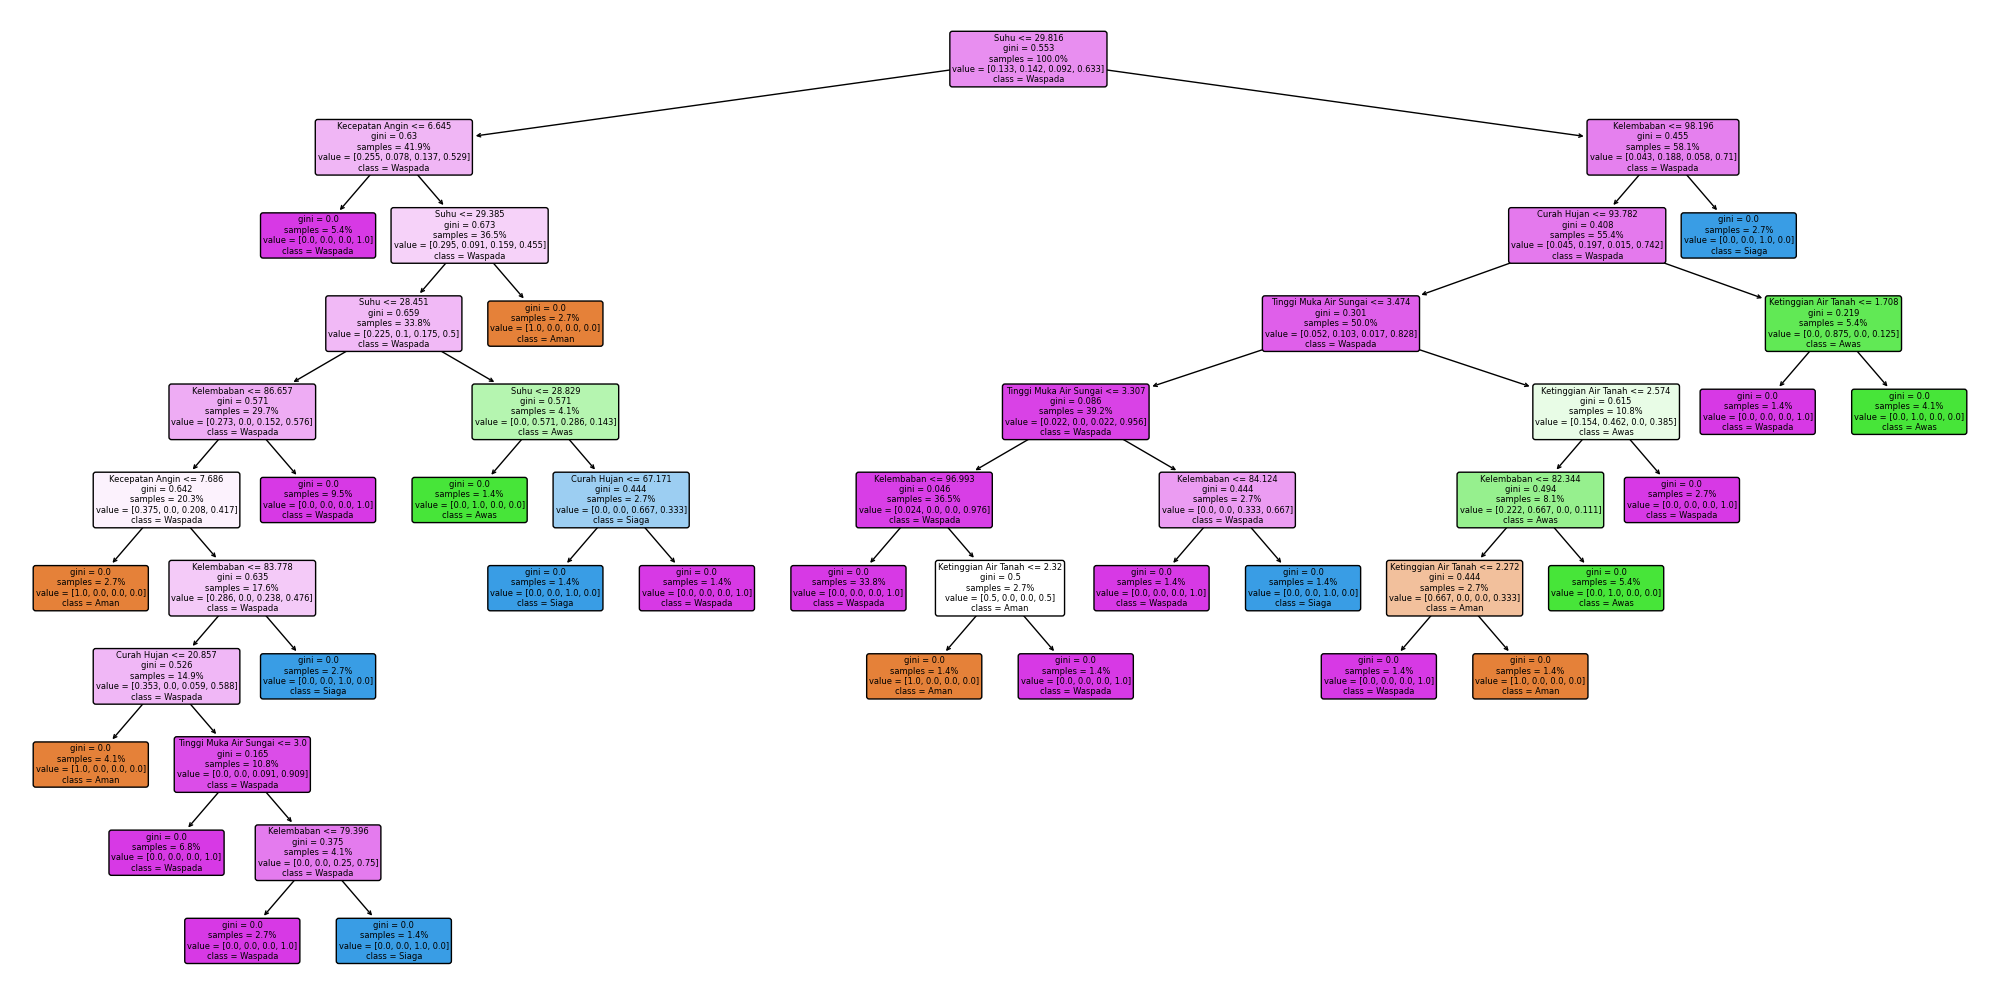 Suhu <= 29.816
gini = 0.553
samples = 100.0%
value = [0.133, 0.142, 0.092, 0.633]
class = Waspada
Kecepatan Angin <= 6.645
gini = 0.63
samples = 41.9%
value = [0.255, 0.078, 0.137, 0.529]
class = Waspada
Kelembaban <= 98.196
gini = 0.455
samples = 58.1%
value = [0.043, 0.188, 0.058, 0.71]
class = Waspada
gini = 0.0
samples = 5.4%
value = [0.0, 0.0, 0.0, 1.0]
class = Waspada
Suhu <= 29.385
gini = 0.673
samples = 36.5%
value = [0.295, 0.091, 0.159, 0.455]
class = Waspada
Curah Hujan <= 93.782
gini = 0.408
samples = 55.4%
value = [0.045, 0.197, 0.015, 0.742]
class = Waspada
gini = 0.0
samples = 2.7%
value = [0.0, 0.0, 1.0, 0.0]
class = Siaga
Suhu <= 28.451
gini = 0.659
samples = 33.8%
value = [0.225, 0.1, 0.175, 0.5]
class = Waspada
gini = 0.0
samples = 2.7%
value = [1.0, 0.0, 0.0, 0.0]
class = Aman
Tinggi Muka Air Sungai <= 3.474
gini = 0.301
samples = 50.0%
value = [0.052, 0.103, 0.017, 0.828]
class = Waspada
Ketinggian Air Tanah <= 1.708
gini = 0.219
samples = 5.4%
value = [0.0, 0.875, 0.0, 0.125]
class = Awas
Kelembaban <= 86.657
gini = 0.571
samples = 29.7%
value = [0.273, 0.0, 0.152, 0.576]
class = Waspada
Suhu <= 28.829
gini = 0.571
samples = 4.1%
value = [0.0, 0.571, 0.286, 0.143]
class = Awas
Tinggi Muka Air Sungai <= 3.307
gini = 0.086
samples = 39.2%
value = [0.022, 0.0, 0.022, 0.956]
class = Waspada
Ketinggian Air Tanah <= 2.574
gini = 0.615
samples = 10.8%
value = [0.154, 0.462, 0.0, 0.385]
class = Awas
gini = 0.0
samples = 1.4%
value = [0.0, 0.0, 0.0, 1.0]
class = Waspada
gini = 0.0
samples = 4.1%
value = [0.0, 1.0, 0.0, 0.0]
class = Awas
Kecepatan Angin <= 7.686
gini = 0.642
samples = 20.3%
value = [0.375, 0.0, 0.208, 0.417]
class = Waspada
gini = 0.0
samples = 9.5%
value = [0.0, 0.0, 0.0, 1.0]
class = Waspada
gini = 0.0
samples = 1.4%
value = [0.0, 1.0, 0.0, 0.0]
class = Awas
Curah Hujan <= 67.171
gini = 0.444
samples = 2.7%
value = [0.0, 0.0, 0.667, 0.333]
class = Siaga
Kelembaban <= 96.993
gini = 0.046
samples = 36.5%
value = [0.024, 0.0, 0.0, 0.976]
class = Waspada
Kelembaban <= 84.124
gini = 0.444
samples = 2.7%
value = [0.0, 0.0, 0.333, 0.667]
class = Waspada
Kelembaban <= 82.344
gini = 0.494
samples = 8.1%
value = [0.222, 0.667, 0.0, 0.111]
class = Awas
gini = 0.0
samples = 2.7%
value = [0.0, 0.0, 0.0, 1.0]
class = Waspada
gini = 0.0
samples = 2.7%
value = [1.0, 0.0, 0.0, 0.0]
class = Aman
Kelembaban <= 83.778
gini = 0.635
samples = 17.6%
value = [0.286, 0.0, 0.238, 0.476]
class = Waspada
gini = 0.0
samples = 1.4%
value = [0.0, 0.0, 1.0, 0.0]
class = Siaga
gini = 0.0
samples = 1.4%
value = [0.0, 0.0, 0.0, 1.0]
class = Waspada
gini = 0.0
samples = 33.8%
value = [0.0, 0.0, 0.0, 1.0]
class = Waspada
Ketinggian Air Tanah <= 2.32
gini = 0.5
samples = 2.7%
value = [0.5, 0.0, 0.0, 0.5]
class = Aman
gini = 0.0
samples = 1.4%
value = [0.0, 0.0, 0.0, 1.0]
class = Waspada
gini = 0.0
samples = 1.4%
value = [0.0, 0.0, 1.0, 0.0]
class = Siaga
Ketinggian Air Tanah <= 2.272
gini = 0.444
samples = 2.7%
value = [0.667, 0.0, 0.0, 0.333]
class = Aman
gini = 0.0
samples = 5.4%
value = [0.0, 1.0, 0.0, 0.0]
class = Awas
Curah Hujan <= 20.857
gini = 0.526
samples = 14.9%
value = [0.353, 0.0, 0.059, 0.588]
class = Waspada
gini = 0.0
samples = 2.7%
value = [0.0, 0.0, 1.0, 0.0]
class = Siaga
gini = 0.0
samples = 1.4%
value = [1.0, 0.0, 0.0, 0.0]
class = Aman
gini = 0.0
samples = 1.4%
value = [0.0, 0.0, 0.0, 1.0]
class = Waspada
gini = 0.0
samples = 1.4%
value = [0.0, 0.0, 0.0, 1.0]
class = Waspada
gini = 0.0
samples = 1.4%
value = [1.0, 0.0, 0.0, 0.0]
class = Aman
gini = 0.0
samples = 4.1%
value = [1.0, 0.0, 0.0, 0.0]
class = Aman
Tinggi Muka Air Sungai <= 3.0
gini = 0.165
samples = 10.8%
value = [0.0, 0.0, 0.091, 0.909]
class = Waspada
gini = 0.0
samples = 6.8%
value = [0.0, 0.0, 0.0, 1.0]
class = Waspada
Kelembaban <= 79.396
gini = 0.375
samples = 4.1%
value = [0.0, 0.0, 0.25, 0.75]
class = Waspada
gini = 0.0
samples = 2.7%
value = [0.0, 0.0, 0.0, 1.0]
class = Waspada
gini = 0.0
samples = 1.4%
value = [0.0, 0.0, 1.0, 0.0]
class = Siaga